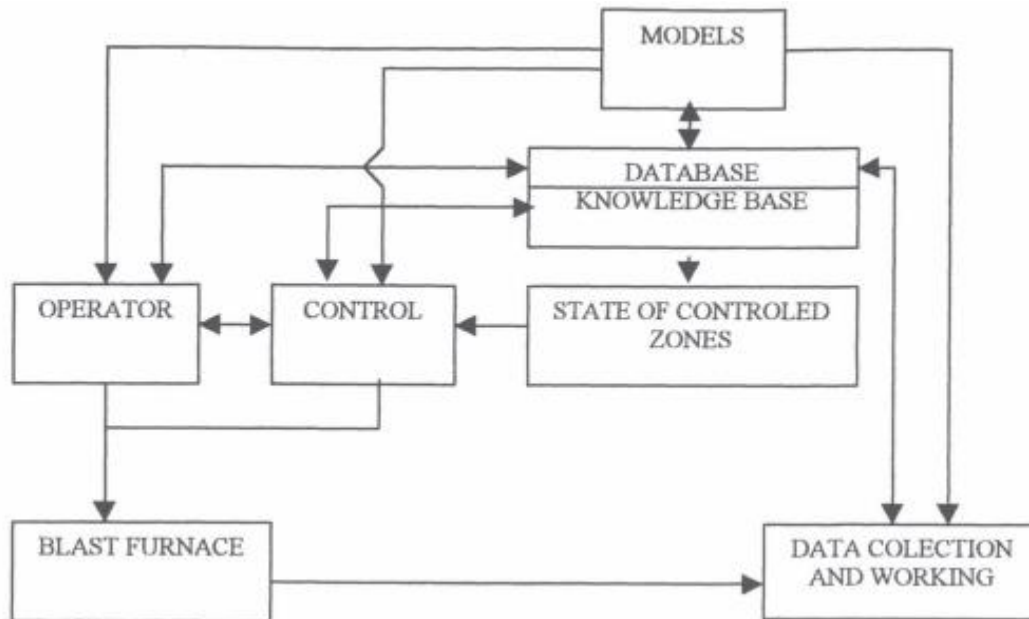 MODELS
DATABASE
KNOWLEDGE BASE
OPERATOR
CONTROL
STATE OF CONTROLED
ZONES
BLAST FURNACE
DATA COLECTION
AND WORKING